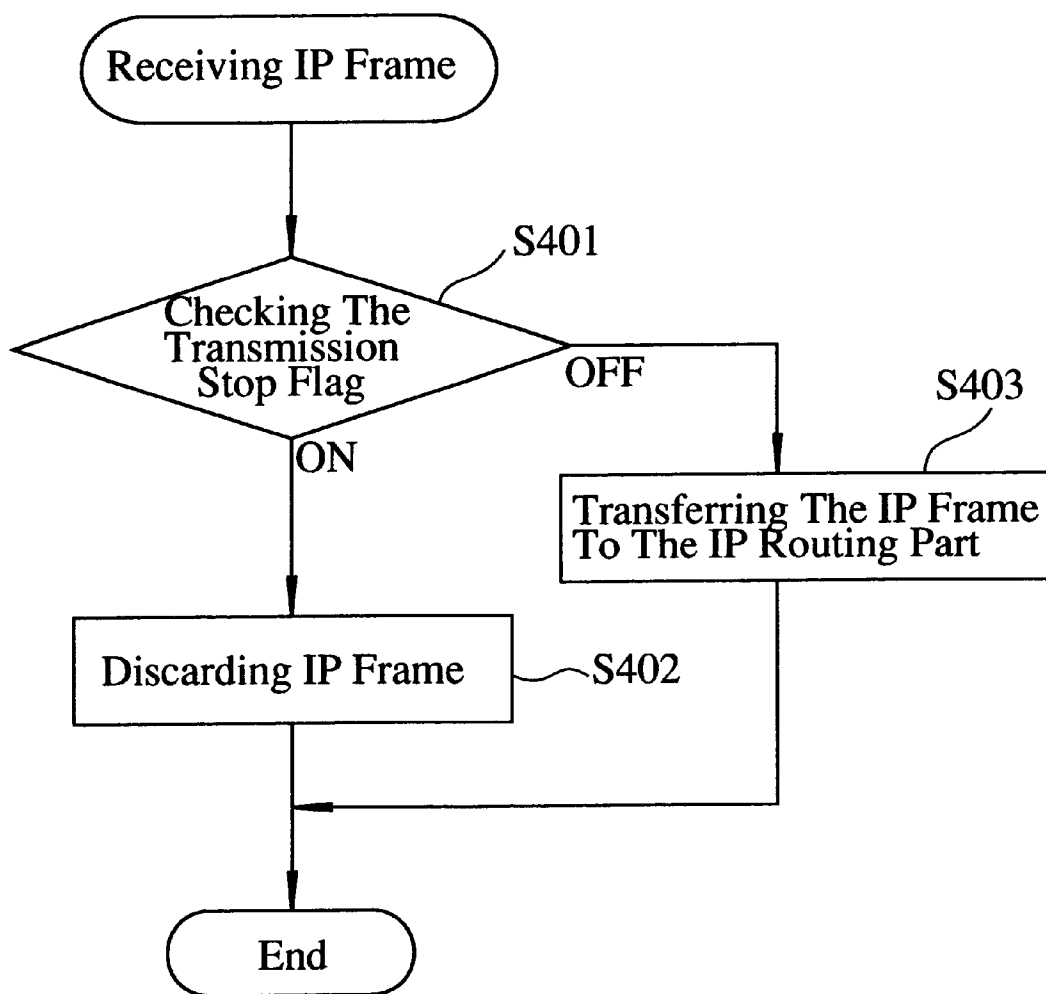 Receiving IP Frame
S401
Checking The
Transmission
Stop Flag
OFF
ON
S403
Transferring The IP Frame
To The IP Routing Part
Discarding IP Frame
S402
End